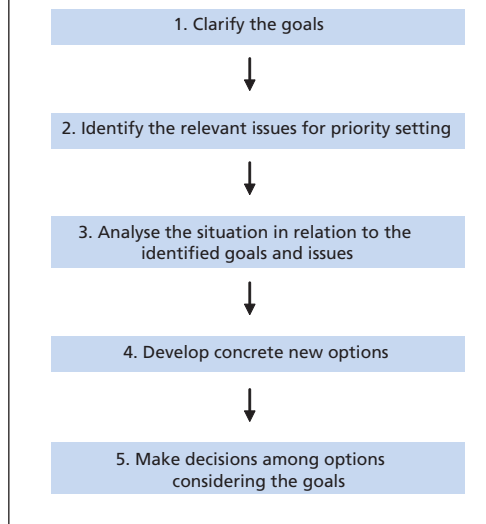 1. Clarify the goals
2. Identify the relevant issues for priority setting
3. Analyse the situation in relation to the
identified goals and issues
4. Develop concrete new options
5. Make decisions among options
considering the goals